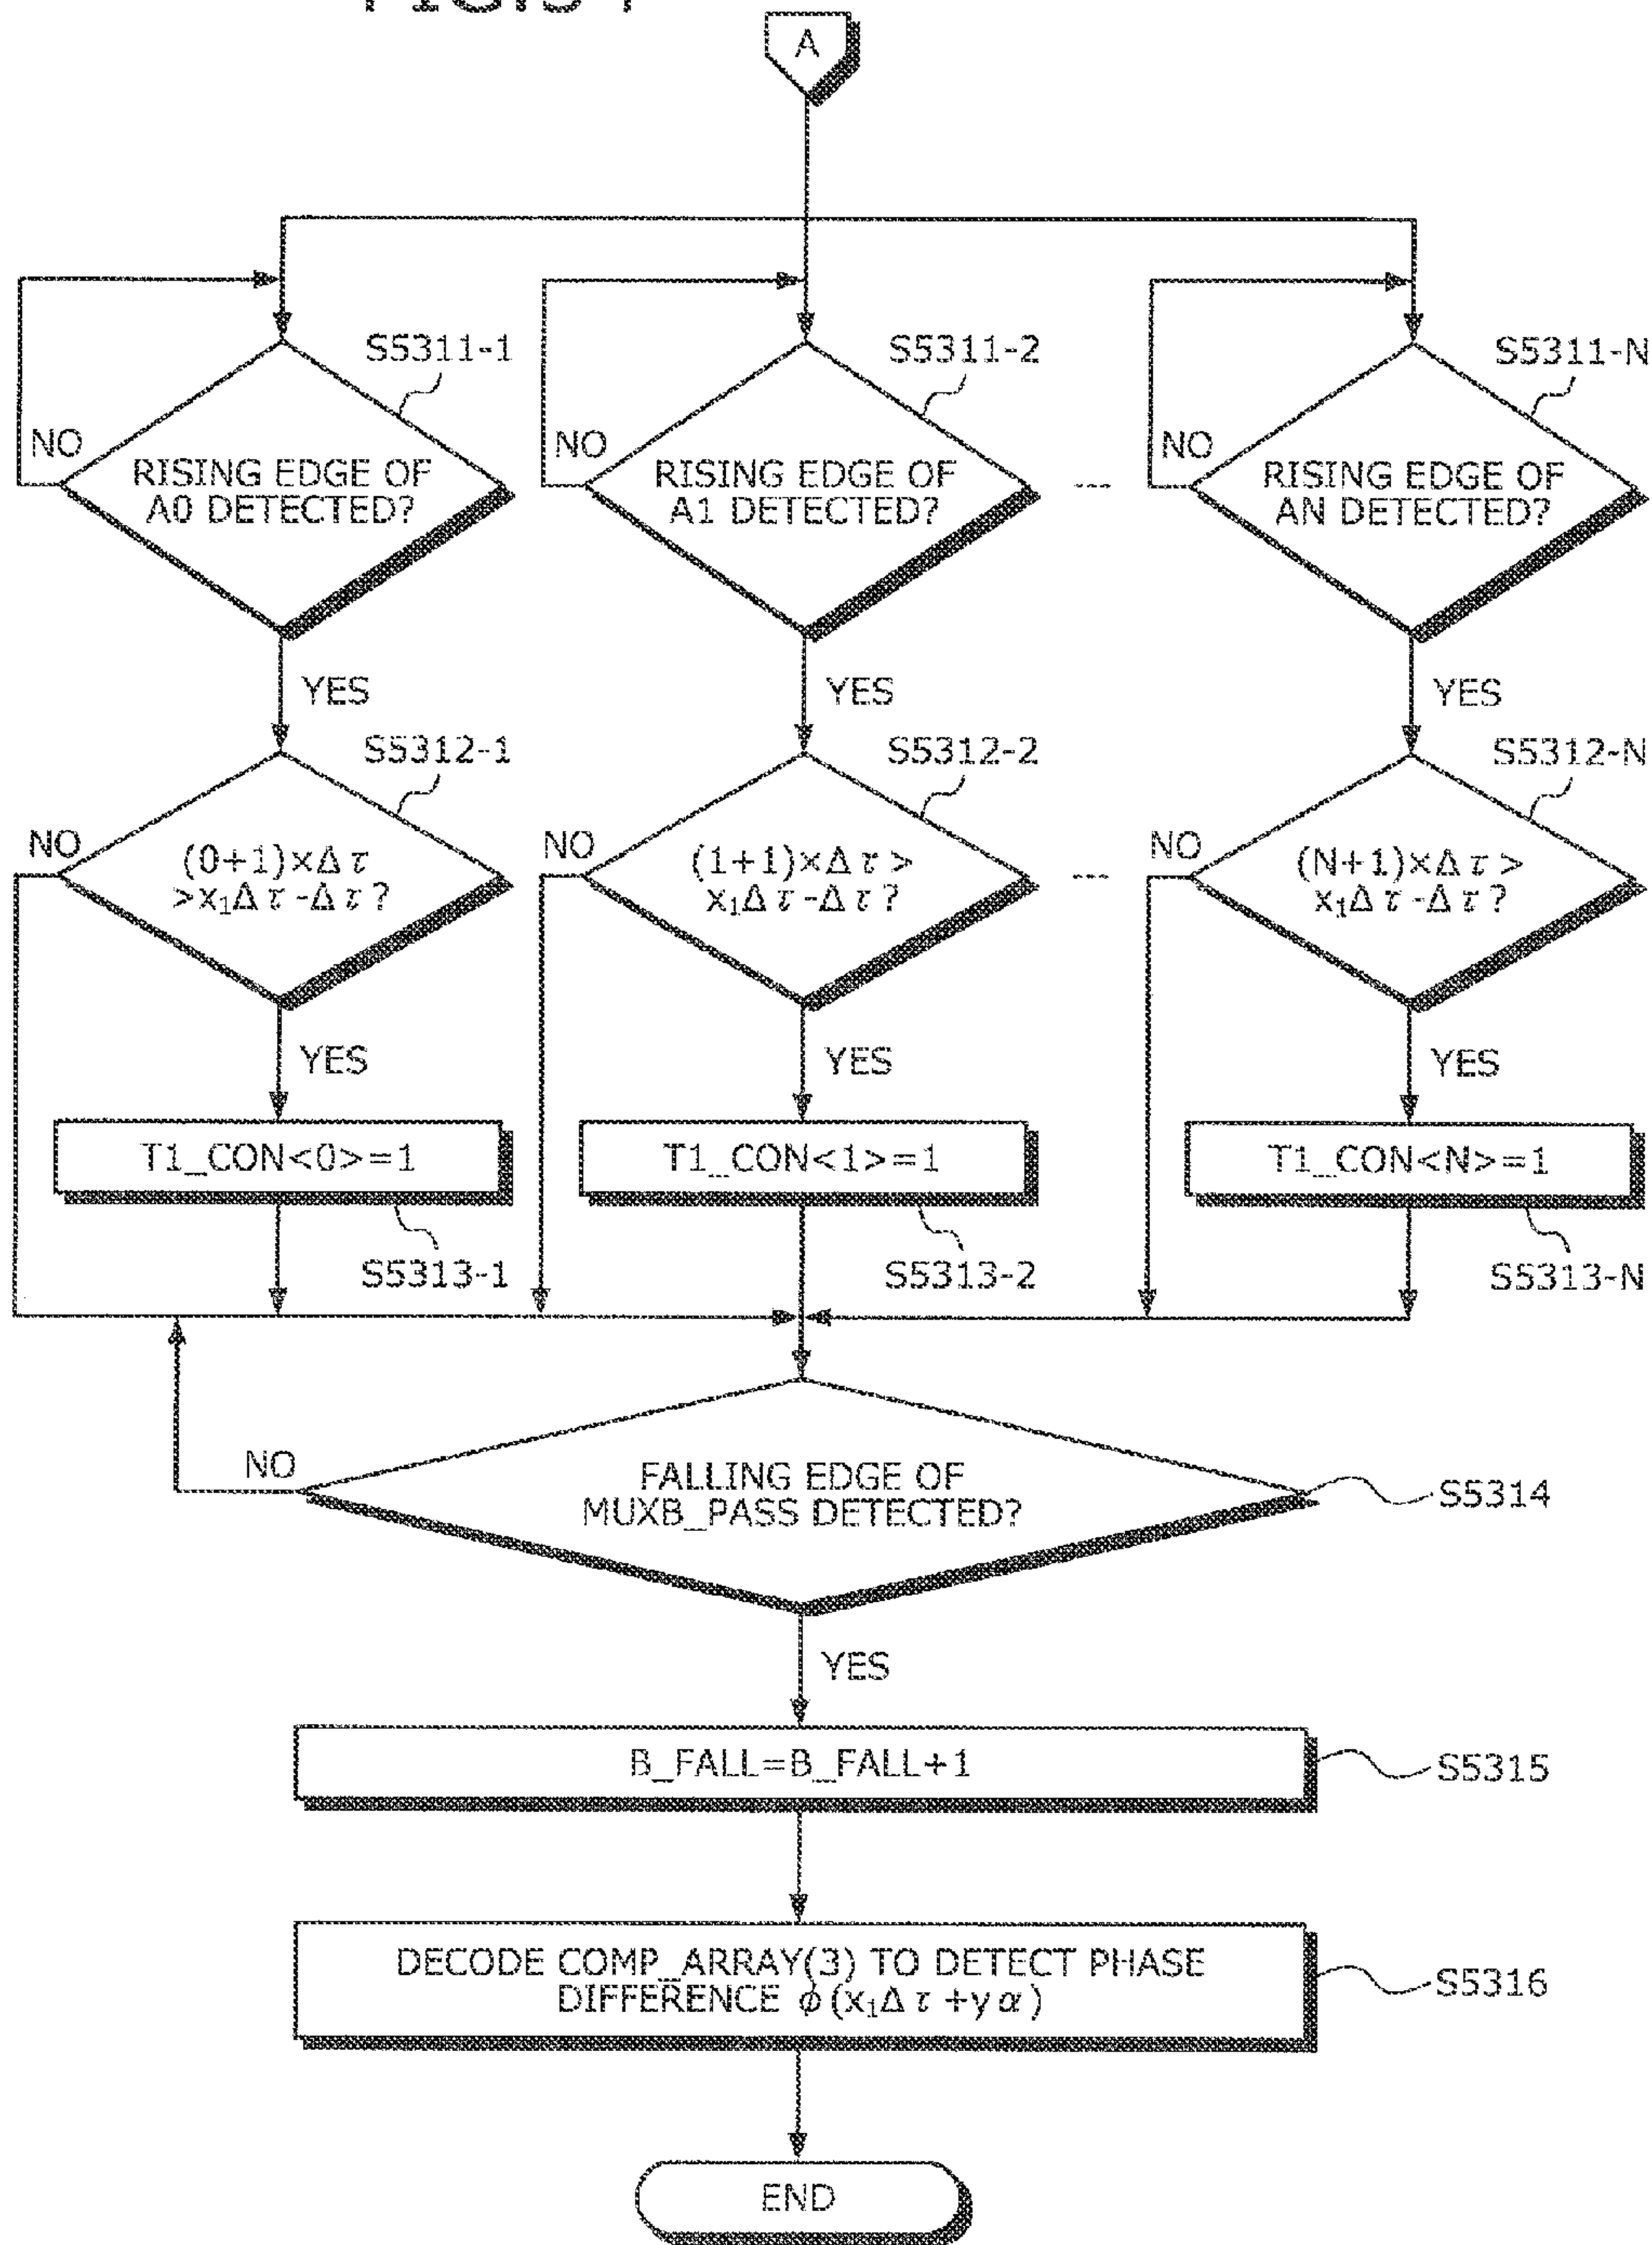 A
S5311-1
S5311-2
S5311-N
NO
NO
NO
RISING EDGE OF
A0 DETECTED?
RISING EDGE OF
A1 DETECTED?
---
RISING EDGE OF
AN DETECTED?
YES
YES
YES
S5312-1
S5312-2
S5312-N
NO
NO
NO
(0+1)×Δτ
>x₁Δτ-Δτ?
(1+1)×Δτ>
x₁Δτ-Δτ?
---
(N+1)×Δτ>
x₁Δτ-Δτ?
YES
YES
YES
T1_CON<0>=1
T1_CON<1>=1
T1_CON<N>=1
S5313-1
S5313-2
S5313-N
NO
FALLING EDGE OF
MUXB_PASS DETECTED?
S5314
YES
B_FALL=B_FALL+1
S5315
DECODE COMP_ARRAY(3) TO DETECT PHASE
DIFFERENCE ϕ(x₁Δτ+yα)
S5316
END